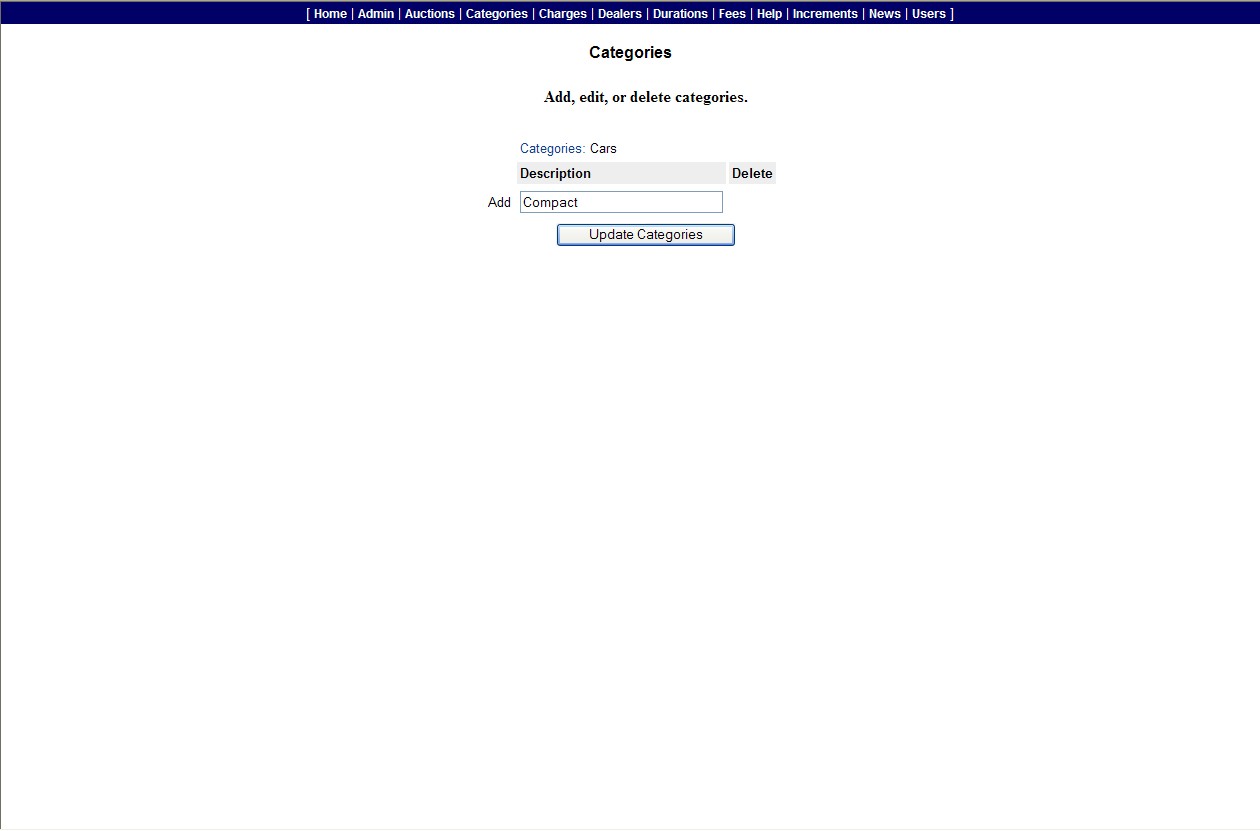 [ Home | Admin | Auctions | Categories | Charges | Dealers | Durations | Fees | Help | Increments | News | Users ]
Categories
Add, edit, or delete categories.
Categories: Cars
Description Delete
Add Compact
Update Categories